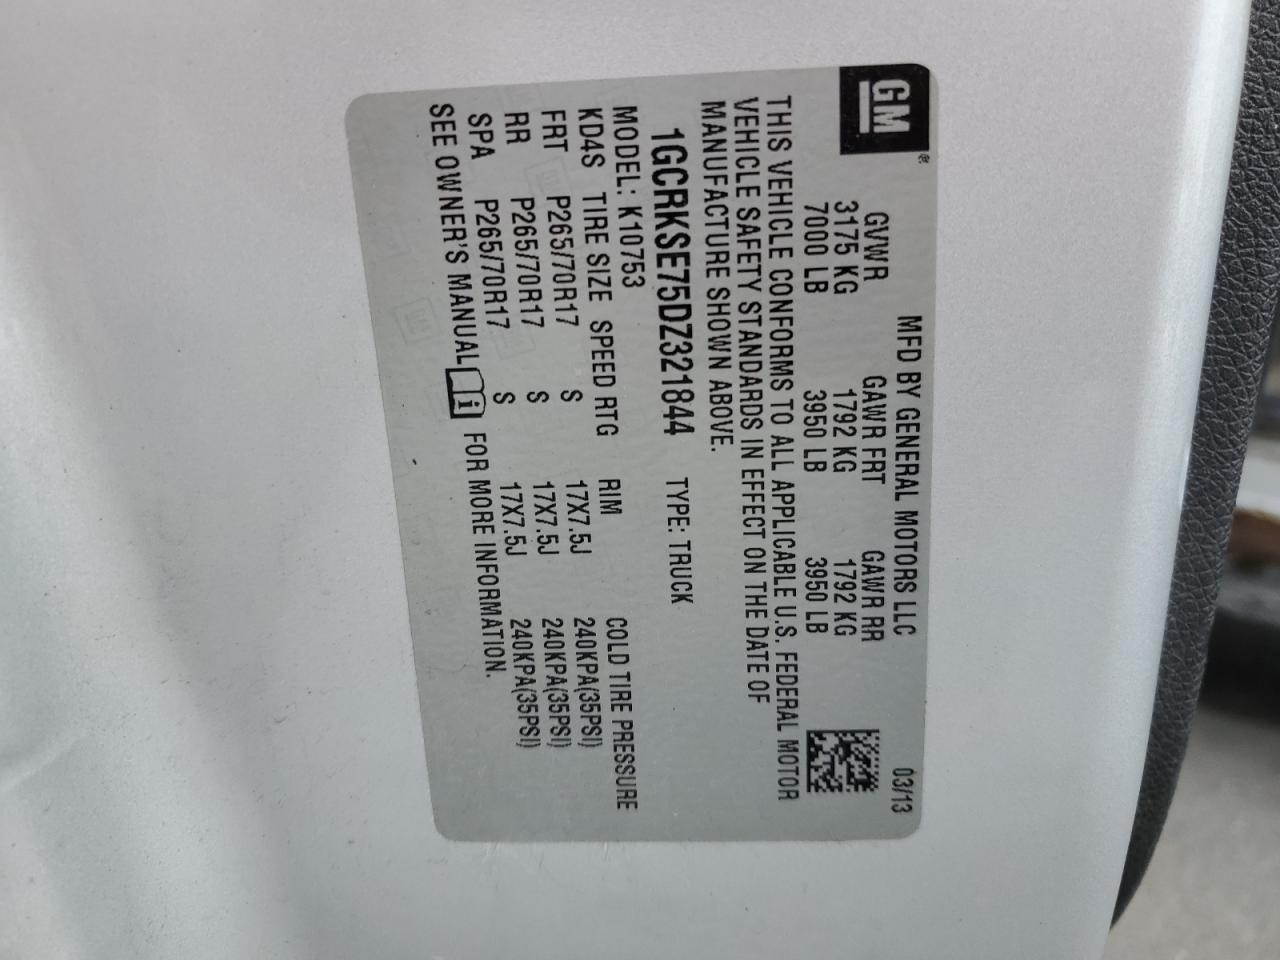 GM®
MFD BY GENERAL MOTORS LLC 03/13
GVWR GAWR FRT GAWR RR
3175 KG 1792 KG 1792 KG
7000 LB 3950 LB 3950 LB
THIS VEHICLE CONFORMS TO ALL APPLICABLE U.S. FEDERAL MOTOR
VEHICLE SAFETY STANDARDS IN EFFECT ON THE DATE OF
MANUFACTURE SHOWN ABOVE.
1GCRKSE75DZ321844 TYPE: TRUCK
MODEL: K10753
KD4S TIRE SIZE SPEED RTG RIM COLD TIRE PRESSURE
FRT P265/70R17 S 17X7.5J 240KPA(35PSI)
RR P265/70R17 S 17X7.5J 240KPA(35PSI)
SPA P265/70R17 S 17X7.5J 240KPA(35PSI)
SEE OWNER'S MANUAL i FOR MORE INFORMATION.